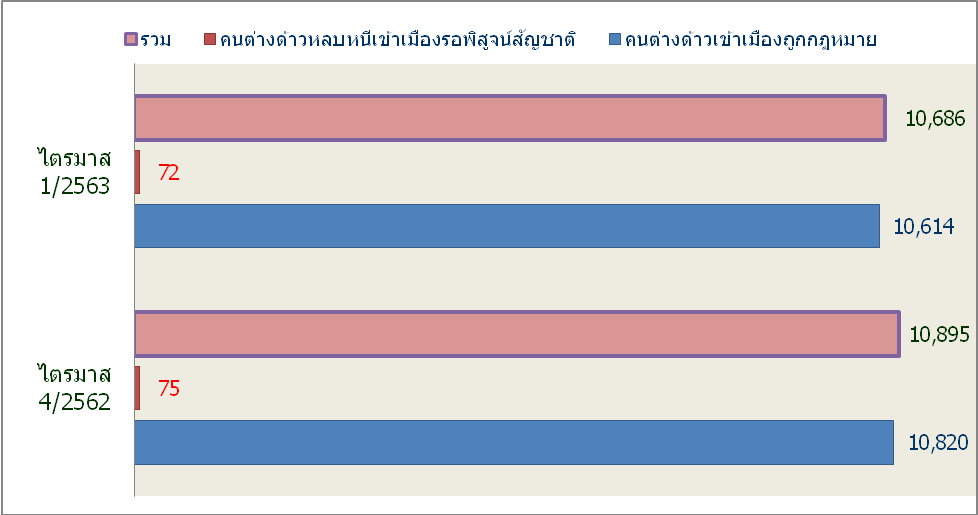 รวม คนต่างด้าวหลบหนีเข้าเมืองรอพิสูจน์สัญชาติ คนต่างด้าวเข้าเมืองถูกกฎหมาย
10,686
ไตรมาส
1/2563
72
10,614
10,895
ไตรมาส
4/2562
75
10,820